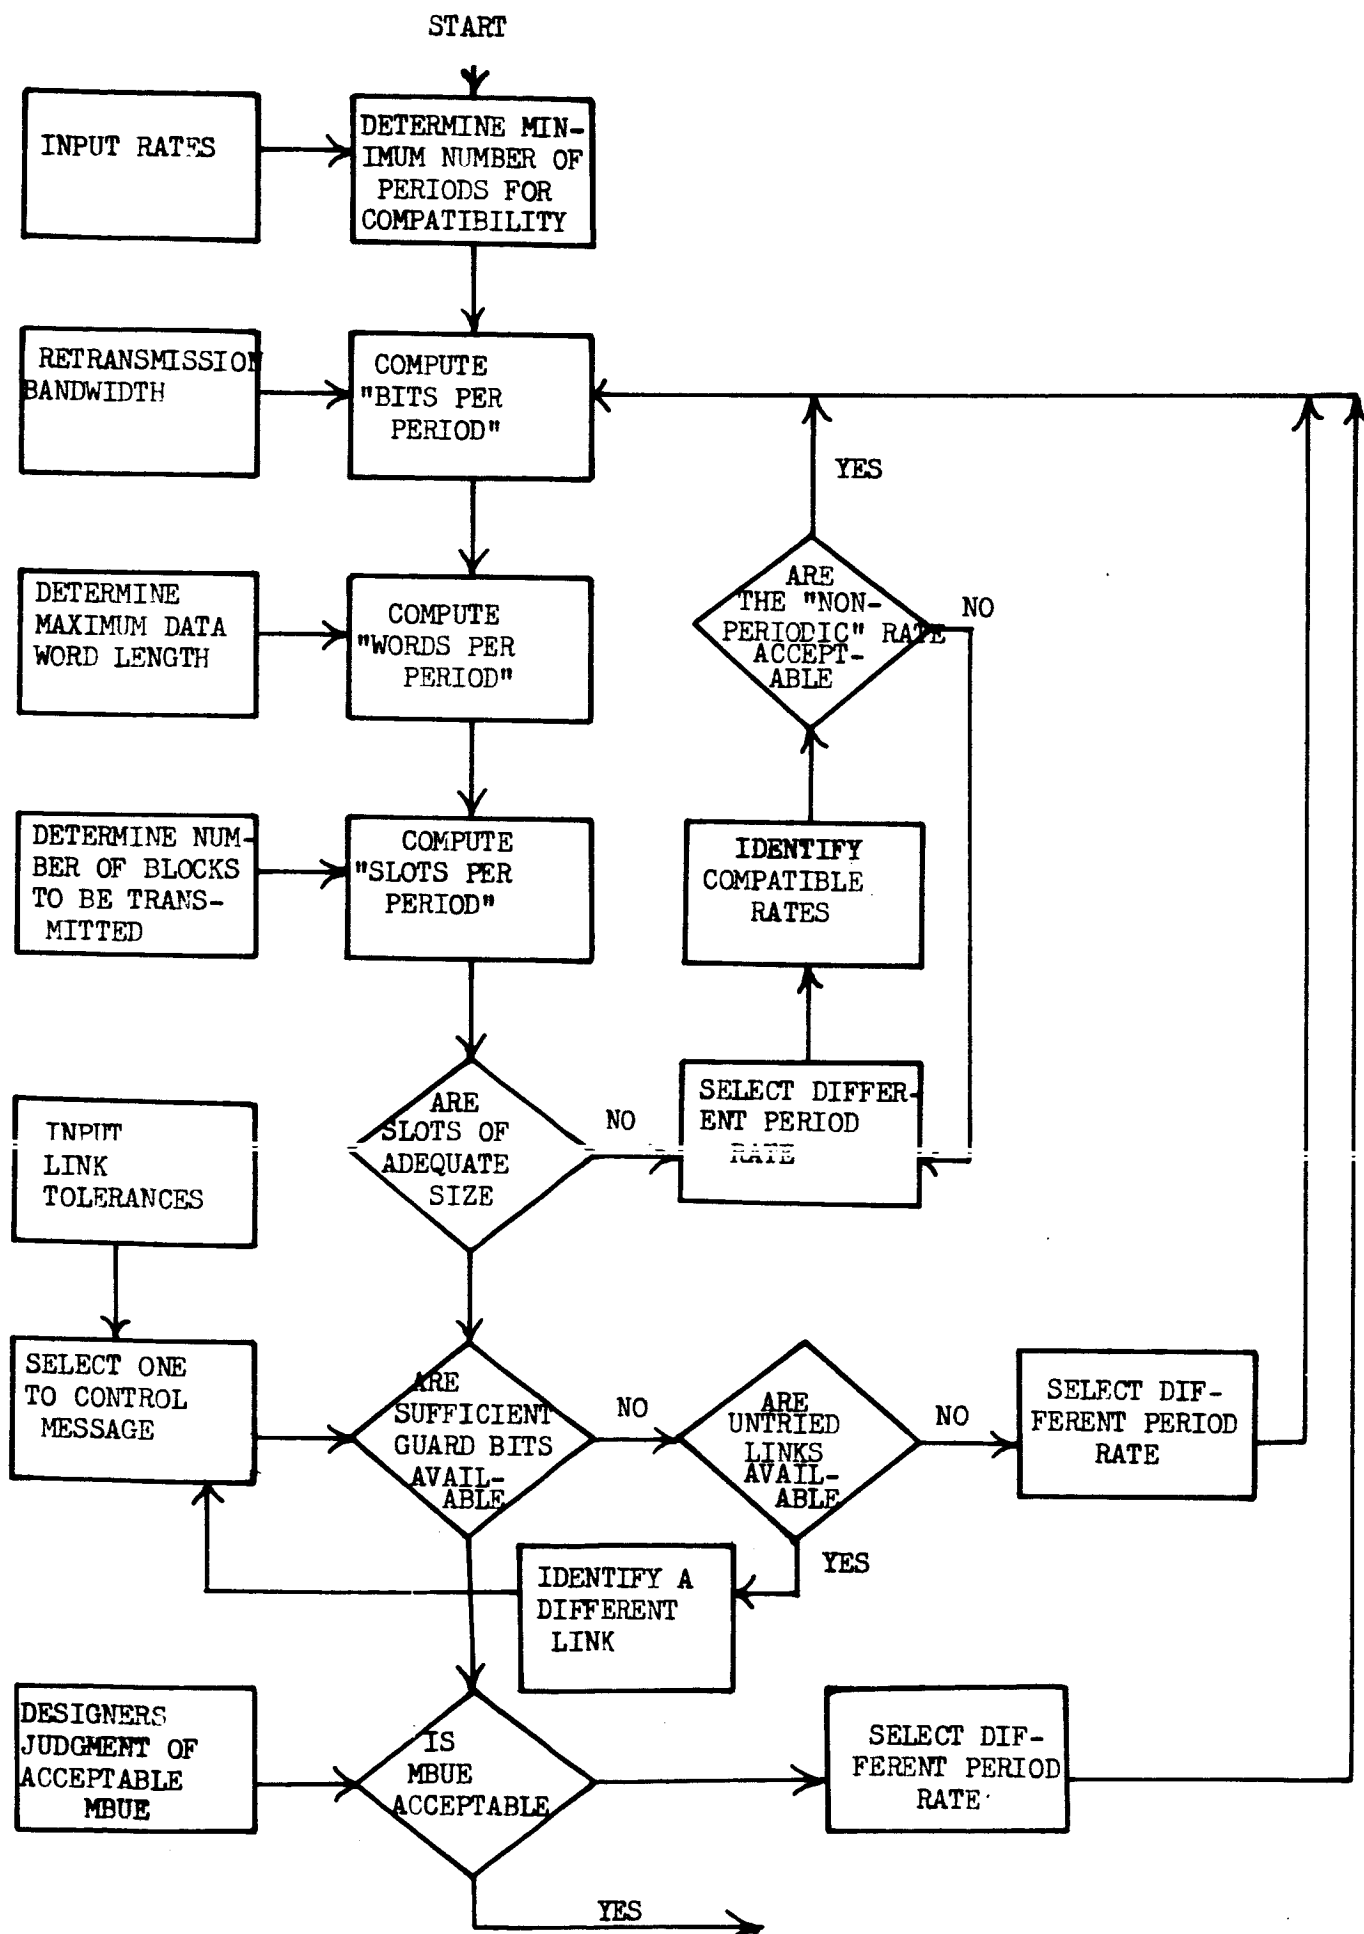 START
INPUT RATES
DETERMINE MIN-
IMUM NUMBER OF
PERIODS FOR
COMPATIBILITY
RETRANSMISSION
BANDWIDTH
COMPUTE
"BITS PER
PERIOD"
YES
DETERMINE
MAXIMUM DATA
WORD LENGTH
COMPUTE
"WORDS PER
PERIOD"
ARE
THE "NON-
PERIODIC" RATE
ACCEPT-
ABLE
NO
DETERMINE NUM-
BER OF BLOCKS
TO BE TRANS-
MITTED
COMPUTE
"SLOTS PER
PERIOD"
IDENTIFY
COMPATIBLE
RATES
INPUT
LINK
TOLERANCES
ARE
SLOTS OF
ADEQUATE
SIZE
NO
SELECT DIFFER-
ENT PERIOD
RATE
SELECT ONE
TO CONTROL
MESSAGE
ARE
SUFFICIENT
GUARD BITS
AVAIL-
ABLE
NO
ARE
UNTRIED
LINKS
AVAIL-
ABLE
NO
SELECT DIF-
FERENT PERIOD
RATE
YES
IDENTIFY A
DIFFERENT
LINK
DESIGNERS
JUDGMENT OF
ACCEPTABLE
MBUE
IS
MBUE
ACCEPTABLE
SELECT DIF-
FERENT PERIOD
RATE
YES